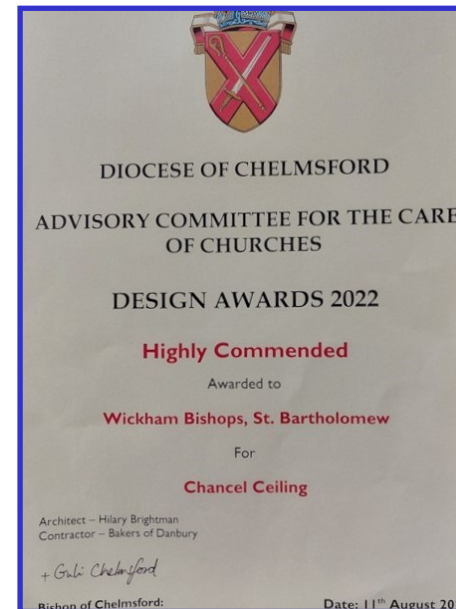 DIOCESE OF CHELMSFORD
ADVISORY COMMITTEE FOR THE CARE
OF CHURCHES
DESIGN AWARDS 2022
Highly Commended
Awarded to
Wickham Bishops, St. Bartholomew
For
Chancel Ceiling
Architect – Hilary Brightman
Contractor – Bakers of Danbury
+ Guli Chelmsford
Bishop of Chelmsford:
Date: 11th August 20